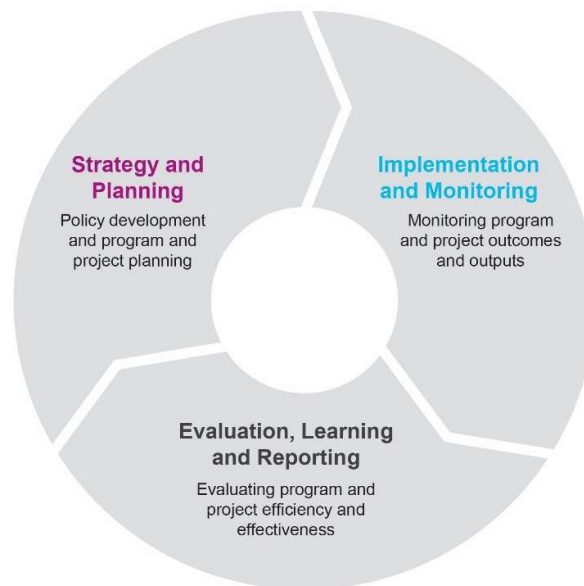 Strategy and
Planning
Policy development
and program and
project planning
Implementation
and Monitoring
Monitoring program
and project outcomes
and outputs
Evaluation, Learning
and Reporting
Evaluating program and
project efficiency and
effectiveness